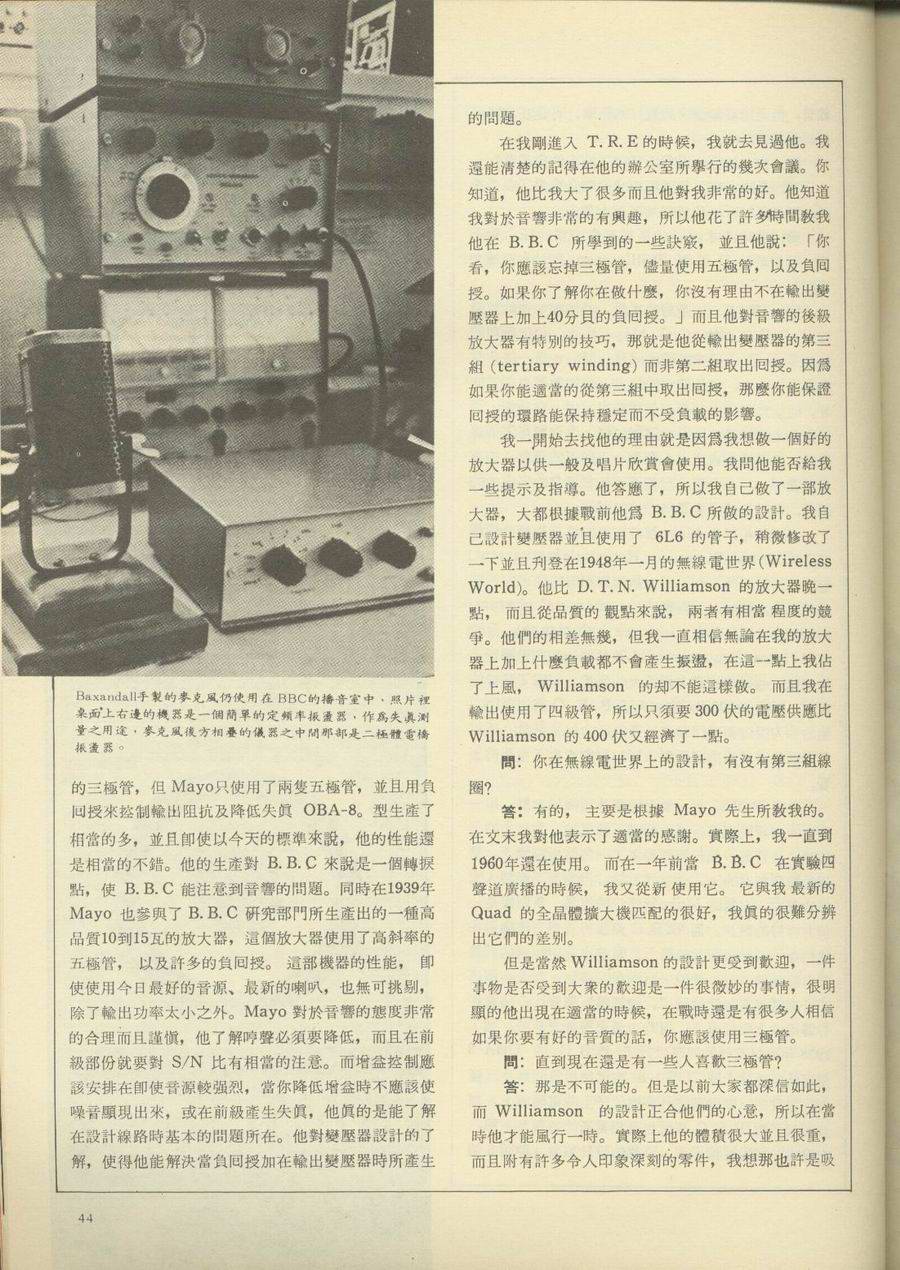 Baxandall手製的麥克風仍使用在 BBC的播音室中、照片裡
桌面上右邊的機器是一個簡單的定頻率振盪器，作為失眞測
量之用途，麥克風後方相疊的儀器之中間那部是二極體電橋
振盪器。
的三極管，但 Mayo只使用了兩隻五極管，並且用負
囘授來控制輸出阻抗及降低失眞 OBA-8。型生產了
相當的多，並且卽使以今天的標準來說，他的性能還
是相當的不錯。他的生產對 B.B.C 來說是一個轉捩
點，使 B.B.C 能注意到音響的問題。同時在1939年
Mayo 也參與了 B.B.C 硏究部門所生產出的一種高
品質10到15瓦的放大器，這個放大器使用了高斜率的
五極管， 以及許多的負囘授。 這部機器的性能， 卽
使使用今日最好的音源、最新的喇叭，也無可挑剔，
除了輸出功率太小之外。Mayo 對於音響的態度非常
的合理而且謹愼，他了解哼聲必須要降低，而且在前
級部份就要對 S/N 比有相當的注意。而增益控制應
該安排在卽使音源較强烈，當你降低增益時不應該使
噪音顯現出來，或在前級產生失眞，他眞的是能了解
在設計線路時基本的問題所在。他對變壓器設計的了
解，使得他能解決當負囘授加在輸出變壓器時所產生
的問題。
在我剛進入 T.R.E 的時候，我就去見過他。我
還能淸楚的記得在他的辦公室所擧行的幾次會議。你
知道，他比我大了很多而且他對我非常的好。他知道
我對於音響非常的有興趣，所以他花了許多時間敎我
他在 B.B.C 所學到的一些訣竅， 並且他說：「你
看，你應該忘掉三極管，儘量使用五極管，以及負囘
授。如果你了解你在做什麼，你沒有理由不在輸出變
壓器上加上40分貝的負囘授。」而且他對音響的後級
放大器有特別的技巧，那就是他從輸出變壓器的第三
組 (tertiary winding) 而非第二組取出囘授。因爲
如果你能適當的從第三組中取出囘授，那麼你能保證
囘授的環路能保持穩定而不受負載的影響。
我一開始去找他的理由就是因爲我想做一個好的
放大器以供一般及唱片欣賞會使用。我問他能否給我
一些提示及指導。他答應了，所以我自己做了一部放
大器，大都根據戰前他爲 B.B.C 所做的設計。我自
己設計變壓器並且使用了 6L6 的管子，稍微修改了
一下並且刋登在1948年一月的無線電世界(Wireless
World)。他比 D.T.N. Williamson 的放大器晚一
點， 而且從品質的 觀點來說， 兩者有相當 程度的競
爭。他們的相差無幾，但我一直相信無論在我的放大
器上加上什麼負載都不會產生振盪，在這一點上我佔
了上風， Williamson 的却不能這樣做。 而且我在
輸出使用了四級管，所以只須要 300 伏的電壓供應比
Williamson 的 400 伏又經濟了一點。
問： 你在無線電世界上的設計，有沒有第三組線
圈？
答：有的， 主要是根據 Mayo 先生所敎我的。
在文末我對他表示了適當的感謝。實際上，我一直到
1960年還在使用。 而在一年前當 B.B.C 在實驗四
聲道廣播的時候， 我又從新 使用它。 它與我 最新的
Quad 的全晶體擴大機匹配的很好，我眞的很難分辨
出它們的差別。
但是當然 Williamson 的設計更受到歡迎，一件
事物是否受到大衆的歡迎是一件很微妙的事情，很明
顯的他出現在適當的時候，在戰時還是有很多人相信
如果你要有好的音質的話，你應該使用三極管。
問： 直到現在還是有一些人喜歡三極管？
答： 那是不可能的。但是以前大家都深信如此，
而 Williamson 的設計正合他們的心意，所以在當
時他才能風行一時。實際上他的體積很大並且很重，
而且附有許多令人印象深刻的零件，我想那也許是吸
44